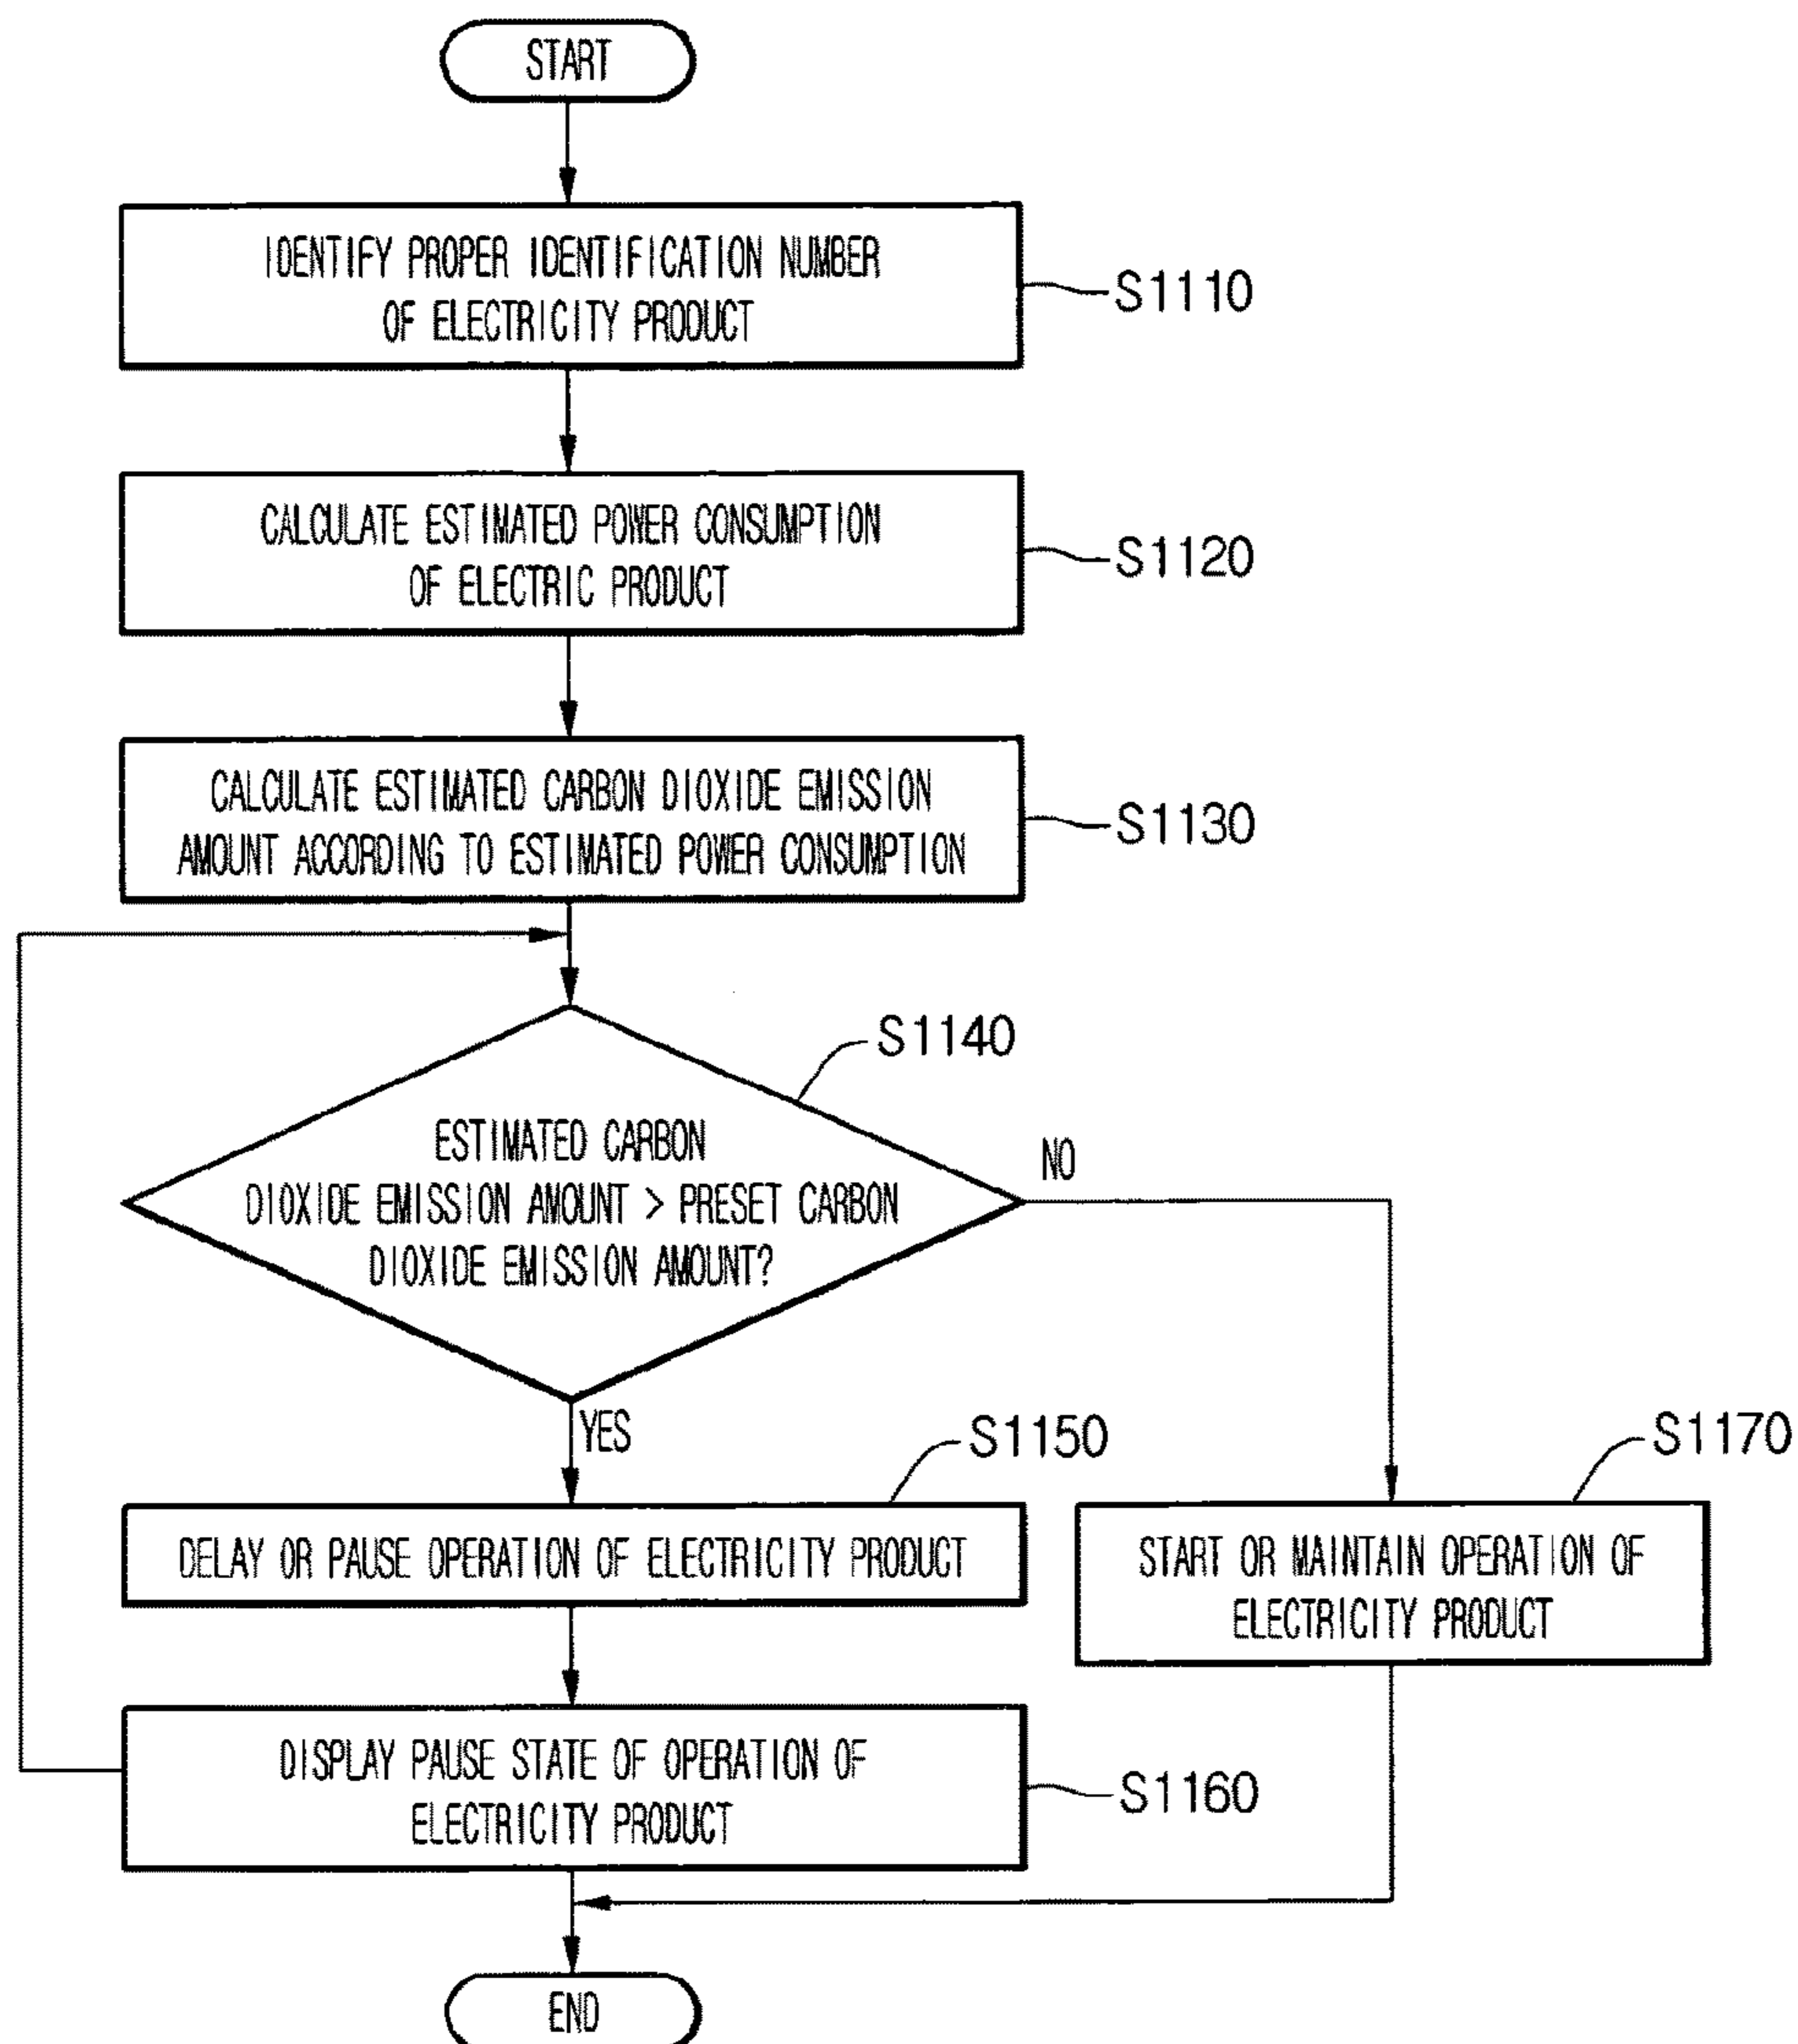 START
IDENTIFY PROPER IDENTIFICATION NUMBER
OF ELECTRICITY PRODUCT
S1110
CALCULATE ESTIMATED POWER CONSUMPTION
OF ELECTRIC PRODUCT
S1120
CALCULATE ESTIMATED CARBON DIOXIDE EMISSION
AMOUNT ACCORDING TO ESTIMATED POWER CONSUMPTION
S1130
S1140
ESTIMATED CARBON
DIOXIDE EMISSION AMOUNT > PRESET CARBON
DIOXIDE EMISSION AMOUNT?
NO
YES
S1150
DELAY OR PAUSE OPERATION OF ELECTRICITY PRODUCT
S1170
START OR MAINTAIN OPERATION OF
ELECTRICITY PRODUCT
DISPLAY PAUSE STATE OF OPERATION OF
ELECTRICITY PRODUCT
S1160
END